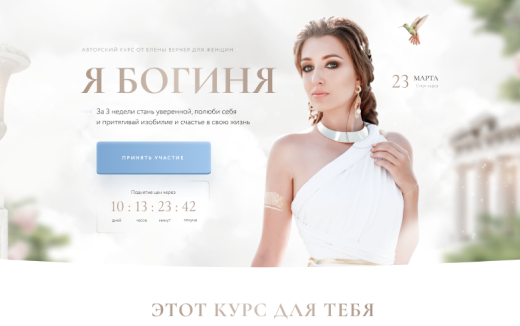 АВТОРСКИЙ КУРС ОТ ЕЛЕНЫ ВЕРНЕР ДЛЯ ЖЕНЩИН
Я БОГИНЯ
За 3 недели стань уверенной, полюби себя
и притягивай изобилие и счастье в свою жизнь
23 МАРТА
Старт курса
ПРИНЯТЬ УЧАСТИЕ
Поднятие цен через
10 : 13 : 23 : 42
дней часов минут секунд
ЭТОТ КУРС ДЛЯ ТЕБЯ